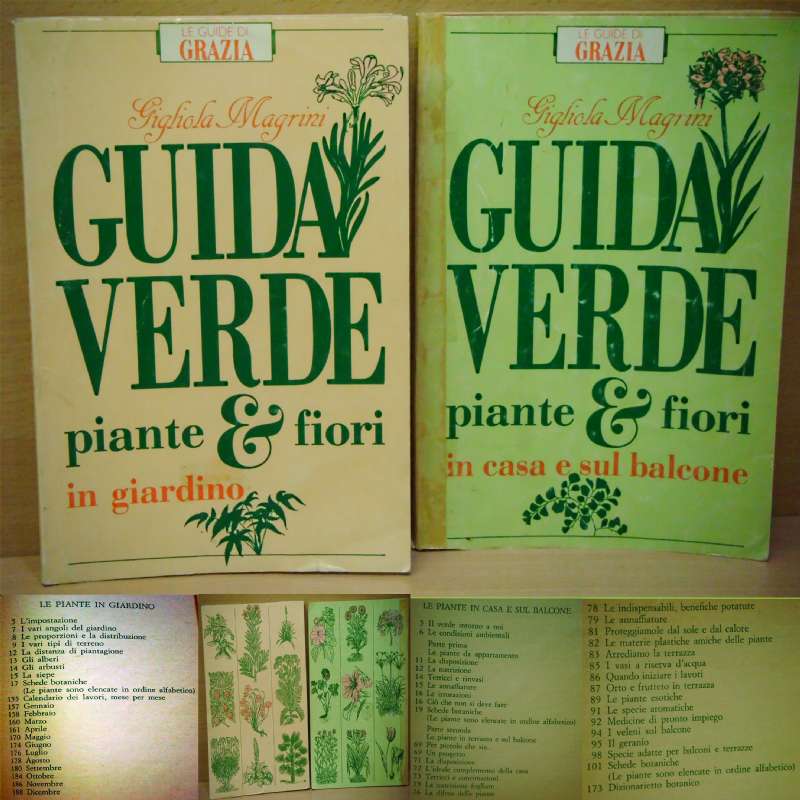 LE GUIDE DI
GRAZIA
Gigliola Magrini
GUIDA
VERDE
piante & fiori
in giardino
LE GUIDE DI
GRAZIA
Gigliola Magrini
GUIDA
VERDE
piante & fiori
in casa e sul balcone
LE PIANTE IN GIARDINO
5 L'impostazione
7 I vari angoli del giardino
8 Le proporzioni e la distribuzione
9 I vari tipi di terreno
12 La distanza di piantagione
13 Gli alberi
14 Gli arbusti
15 La siepe
17 Schede botaniche
(Le piante sono elencate in ordine alfabetico)
155 Calendario dei lavori, mese per mese
157 Gennaio
158 Febbraio
160 Marzo
161 Aprile
170 Maggio
174 Giugno
176 Luglio
178 Agosto
180 Settembre
184 Ottobre
186 Novembre
188 Dicembre
LE PIANTE IN CASA E SUL BALCONE
5 Il verde intorno a noi
6 Le condizioni ambientali
Parte prima
Le piante da appartamento
11 La disposizione
12 La nutrizione
14 Terricci e rinvasi
15 Le annaffiature
16 Le irrorazioni
16 Ciò che non si deve fare
19 Schede botaniche
(Le piante sono elencate in ordine alfabetico)
Parte seconda
Le piante in terrazza e sul balcone
69 Per piccolo che sia...
69 Un progetto
71 La disposizione
72 L'ideale complemento della casa
73 Terricci e concimazioni
75 La nutrizione fogliare
76 La difesa delle piante
78 Le indispensabili, benefiche potature
79 Le annaffiature
81 Proteggiamole dal sole e dal calore
82 Le materie plastiche amiche delle piante
83 Arrediamo la terrazza
85 I vasi a riserva d'acqua
86 Quando iniziare i lavori
87 Orto e frutteto in terrazza
89 Le piante esotiche
91 Le specie aromatiche
92 Medicine di pronto impiego
94 I veleni sul balcone
95 Il geranio
98 Specie adatte per balconi e terrazze
101 Schede botaniche
(Le piante sono elencate in ordine alfabetico)
173 Dizionarietto botanico